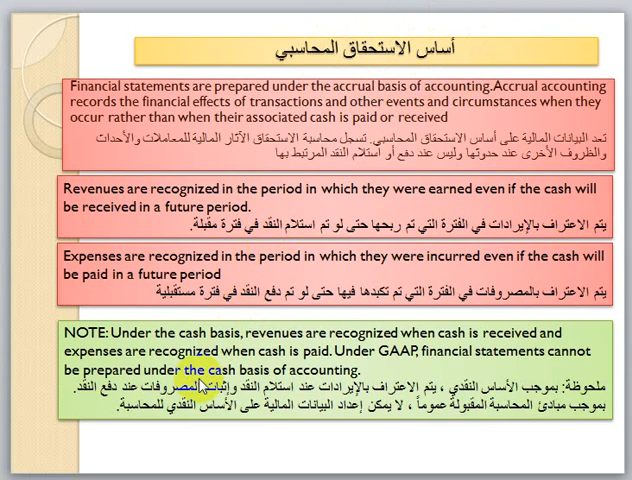 أساس الاستحقاق المحاسبي
Financial statements are prepared under the accrual basis of accounting. Accrual accounting
records the financial effects of transactions and other events and circumstances when they
occur rather than when their associated cash is paid or received
تعد البيانات المالية على أساس الاستحقاق المحاسبي. تسجل محاسبة الاستحقاق الآثار المالية للمعاملات والأحداث
والظروف الأخرى عند حدوثها وليس عند دفع أو استلام النقد المرتبط بها
Revenues are recognized in the period in which they were earned even if the cash will
be received in a future period.
يتم الاعتراف بالإيرادات في الفترة التي تم ربحها حتى لو تم استلام النقد في فترة مقبلة.
Expenses are recognized in the period in which they were incurred even if the cash will
be paid in a future period
يتم الاعتراف بالمصروفات في الفترة التي تم تكبدها فيها حتى لو تم دفع النقد في فترة مستقبلية
NOTE: Under the cash basis, revenues are recognized when cash is received and
expenses are recognized when cash is paid. Under GAAP, financial statements cannot
be prepared under the cash basis of accounting.
ملحوظة: بموجب الأساس النقدي ، يتم الاعتراف بالإيرادات عند استلام النقد وإثبات المصروفات عند دفع النقد.
بموجب مبادئ المحاسبة المقبولة عموماً ، لا يمكن إعداد البيانات المالية على الأساس النقدي للمحاسبة.